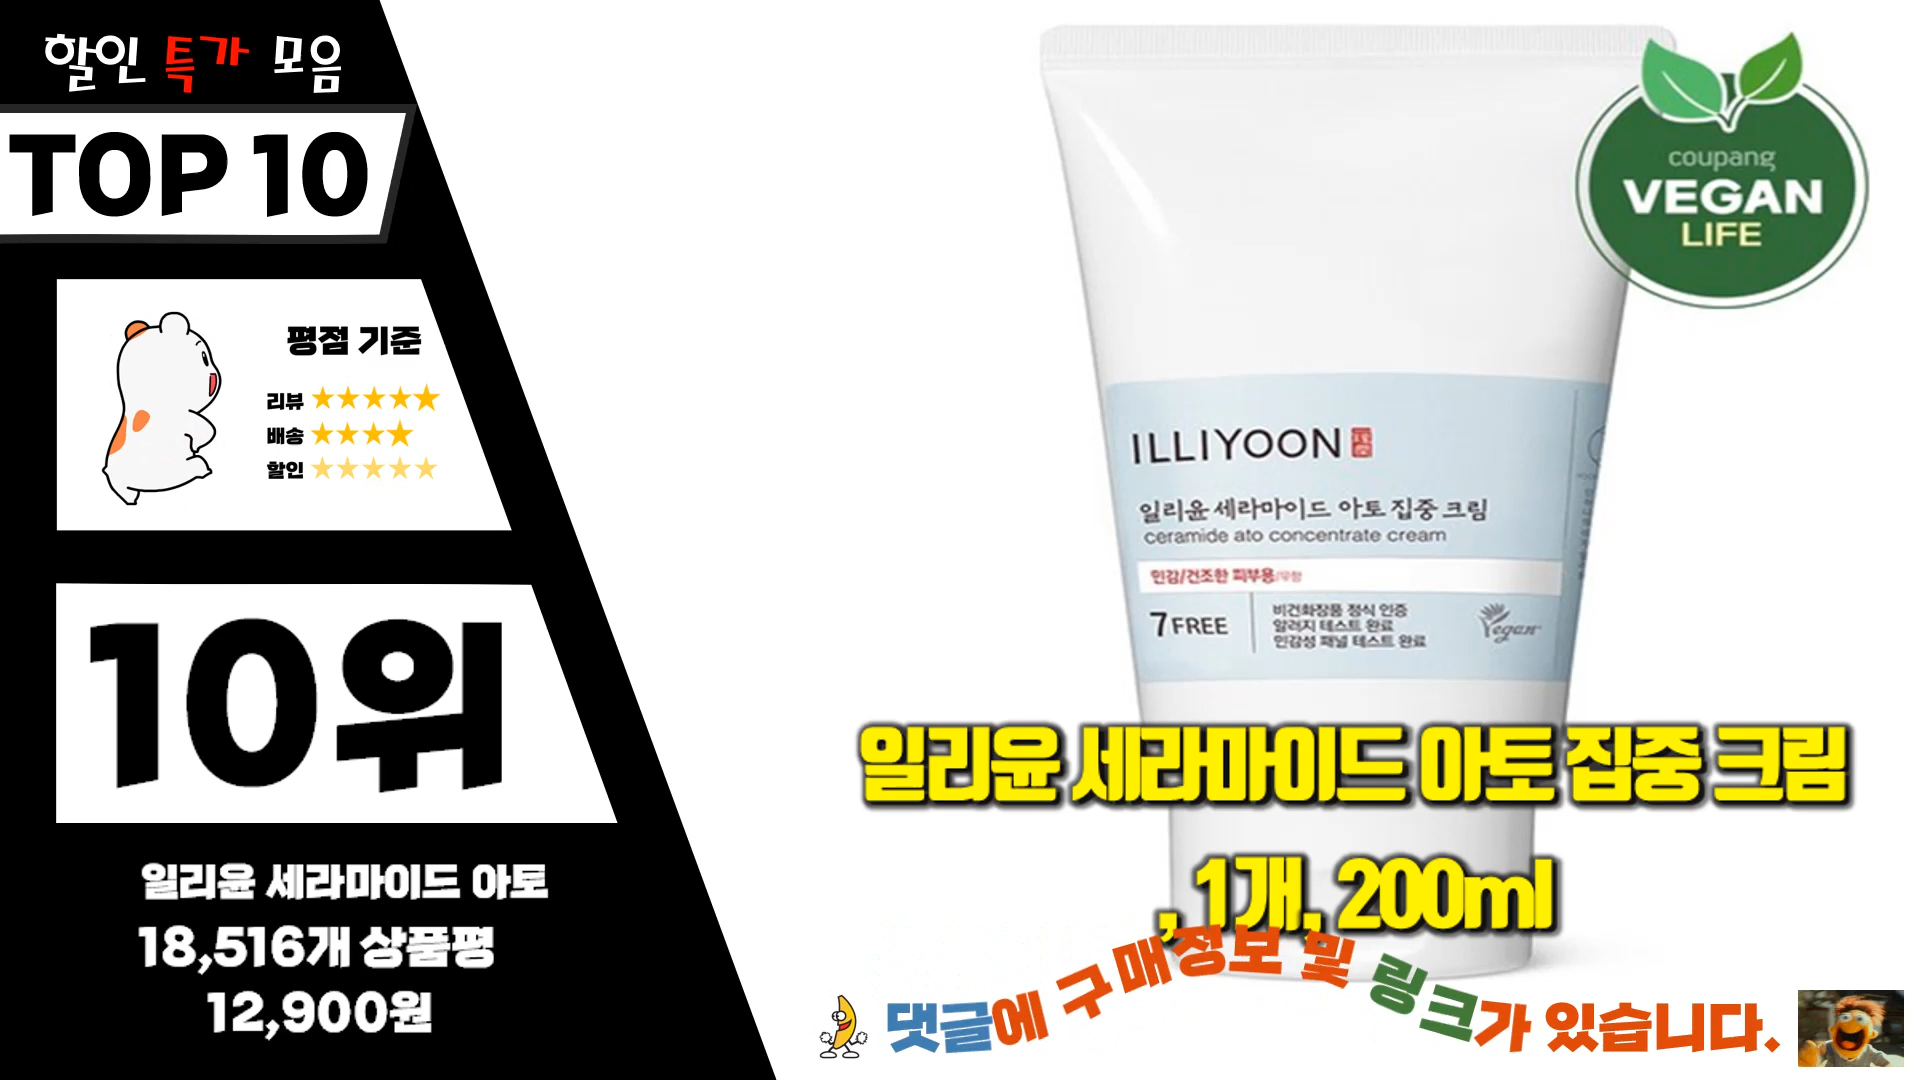 할인 특가 모음
TOP 10
평점 기준
리뷰 ★★★★★
배송 ★★★★
할인 ★★★★★
10위
일리윤 세라마이드 아토
18,516개 상품평
12,900원
coupang
VEGAN
LIFE
ILLIYOON
일리윤 세라마이드 아토 집중 크림
ceramide ato concentrate cream
민감/건조한 피부용/무향
7 FREE
비건화장품 정식 인증
알러지 테스트 완료
민감성 패널 테스트 완료
Vegan
일리윤 세라마이드 아토 집중 크림
, 1개, 200ml
댓글에 구매정보 및 링크가 있습니다.